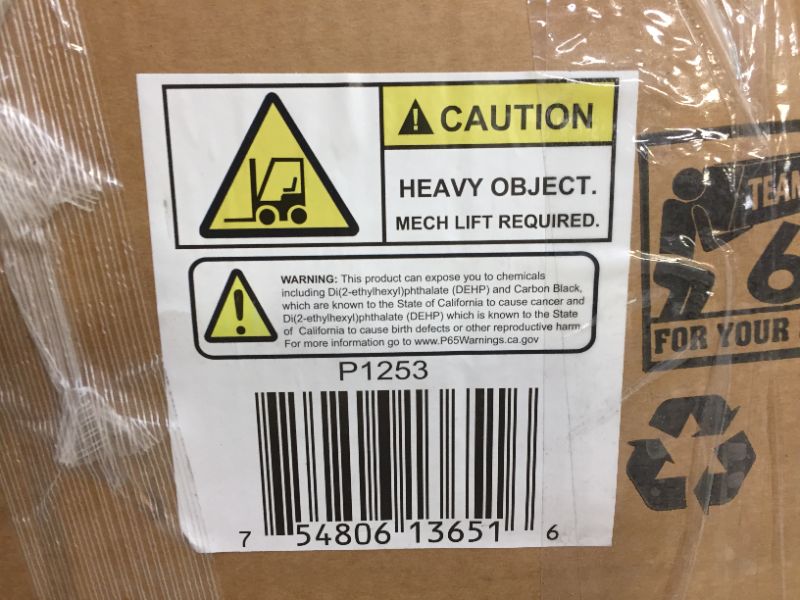 CAUTION
HEAVY OBJECT.
MECH LIFT REQUIRED.
WARNING: This product can expose you to chemicals
including Di(2-ethylhexyl)phthalate (DEHP) and Carbon Black,
which are known to the State of California to cause cancer and
Di(2-ethylhexyl)phthalate (DEHP) which is known to the State
of California to cause birth defects or other reproductive harm
For more information go to www.P65Warnings.ca.gov
P1253
7 54806 13651 6
TEAM
6
FOR YOUR